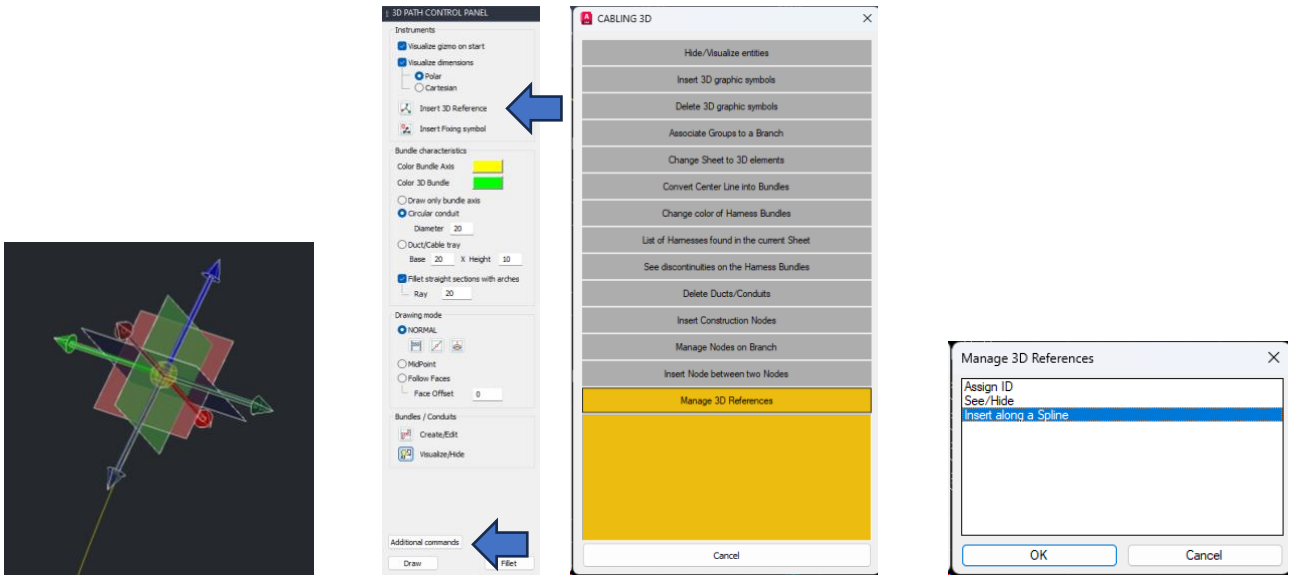 3D PATH CONTROL PANEL
Instruments
Visualize gizmo on start
Visualize dimensions
Polar
Cartesian
Insert 3D Reference
Insert Fixing symbol
Bundle characteristics
Color Bundle Axis
Color 3D Bundle
Draw only bundle axis
Circular conduit
Diameter 20
Duct/Cable tray
Base 20 X Height 10
Fillet straight sections with arches
Ray 20
Drawing mode
NORMAL
MidPoint
Follow Faces
Face Offset 0
Bundles / Conduits
Create/Edit
Visualize/Hide
Additional commands
Draw Fillet
CABLING 3D
Hide/Visualize entities
Insert 3D graphic symbols
Delete 3D graphic symbols
Associate Groups to a Branch
Change Sheet to 3D elements
Convert Center Line into Bundles
Change color of Harness Bundles
List of Harnesses found in the current Sheet
See discontinuities on the Harness Bundles
Delete Ducts/Conduits
Insert Construction Nodes
Manage Nodes on Branch
Insert Node between two Nodes
Manage 3D References
Cancel
Manage 3D References
Assign ID
See/Hide
Insert along a Spline
OK Cancel